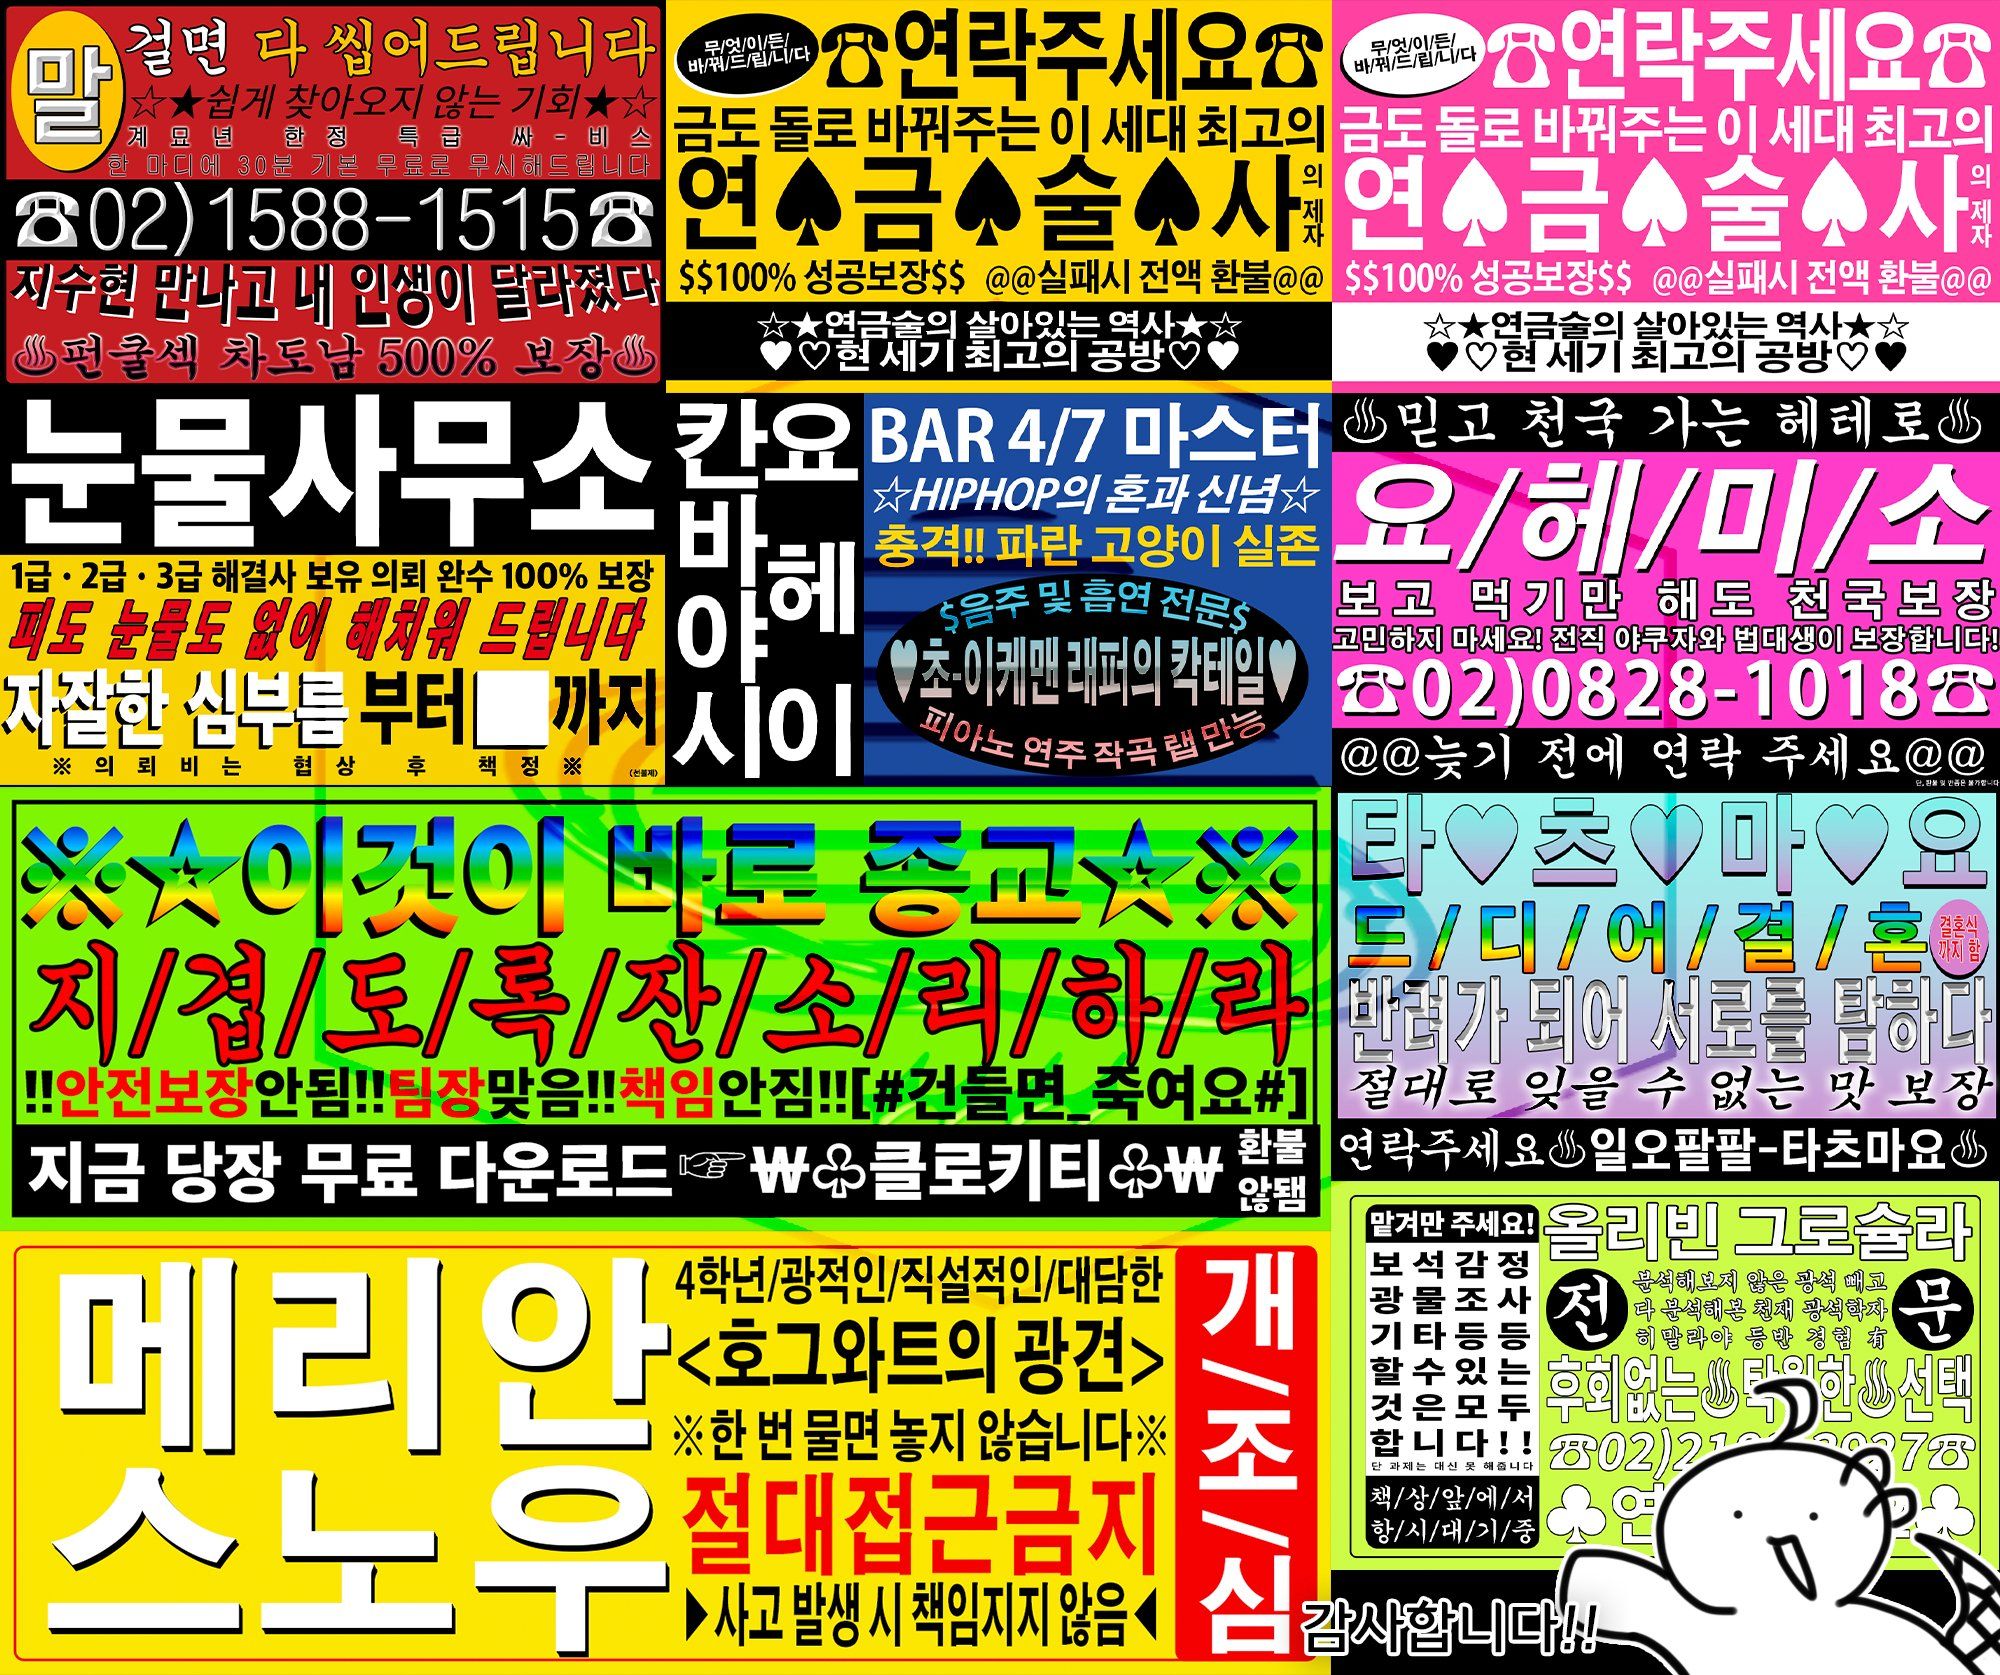 말
걸면 다 씹어드립니다
☆★쉽게 찾아오지 않는 기회★☆
계묘년 한정 특급 싸-비스
한 마디에 30분 기본 무료로 무시해드립니다
☎02)1588-1515☎
지수현 만나고 내 인생이 달라졌다
♨펀쿨섹 차도남 500% 보장♨
무/엇/이/든/
바/꿔/드/립/니/다
☎연락주세요☎
금도 돌로 바꿔주는 이 세대 최고의
연♠금♠술♠사
의 제자
$$100% 성공보장$$ @@실패시 전액 환불@@
☆★연금술의 살아있는 역사★☆
♥♡현 세기 최고의 공방♡♥
무/엇/이/든/
바/꿔/드/립/니/다
☎연락주세요☎
금도 돌로 바꿔주는 이 세대 최고의
연♠금♠술♠사
의 제자
$$100% 성공보장$$ @@실패시 전액 환불@@
☆★연금술의 살아있는 역사★☆
♥♡현 세기 최고의 공방♡♥
눈물사무소
1급·2급·3급 해결사 보유 의뢰 완수 100% 보장
피도 눈물도 없이 해치워 드립니다
자잘한 심부름 부터■까지
※의뢰비는 협상 후 책정※
(선불제)
칸바야시
요헤이
BAR 4/7 마스터
☆HIPHOP의 혼과 신념☆
충격!! 파란 고양이 실존
$음주 및 흡연 전문$
♥초-이케맨 래퍼의 칵테일♥
피아노 연주 작곡 랩 만능
♨믿고 천국 가는 헤테로♨
요/헤/미/소
보고 먹기만 해도 천국보장
고민하지 마세요! 전직 야쿠자와 법대생이 보장합니다!
☎02)0828-1018☎
@@늦기 전에 연락 주세요@@
단, 환불 및 반품은 불가합니다
※★이것이 바로 종교★※
지/겹/도/록/잔/소/리/하/라
!!안전보장안됨!!팀장맞음!!책임안짐!![#건들면_죽여요#]
지금 당장 무료 다운로드☞₩♧클로키티♧₩
환불
않됌
타♡츠♡마♡요
드/디/어/결/혼
결혼식
까지 함
반려가 되어 서로를 탐하다
절대로 잊을 수 없는 맛 보장
연락주세요♨일오팔팔-타츠마요♨
메리안
스노우
4학년/광적인/직설적인/대담한
<호그와트의 광견>
※한 번 물면 놓지 않습니다※
절대접근금지
▶사고 발생 시 책임지지 않음◀
개/조/심
맡겨만 주세요!
보석감정
광물조사
기타등등
할수있는
것은모두
합니다!!
단 과제는 대신 못 해줍니다
책/상/앞/에/서
항/시/대/기/중
올리빈 그로슐라
전
문
분석해보지 않은 광석 빼고
다 분석해본 천재 광석학자
히말라야 등반 경험 有
후회없는♨탁월한♨선택
감사합니다!!